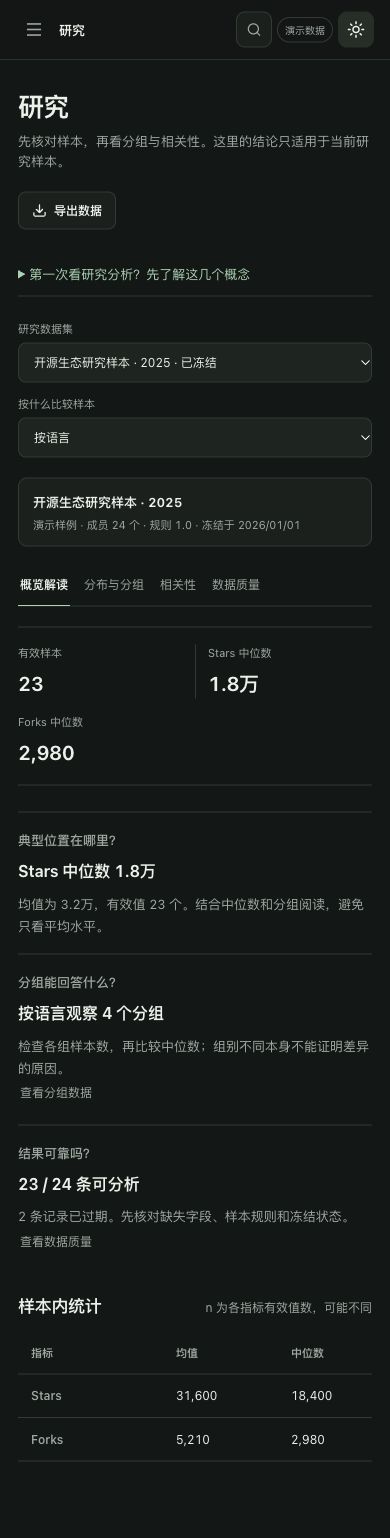 研究
演示数据
研究
先核对样本，再看分组与相关性。这里的结论只适用于当前研
究样本。
导出数据
第一次看研究分析？先了解这几个概念
研究数据集
开源生态研究样本 · 2025 · 已冻结
按什么比较样本
按语言
开源生态研究样本 · 2025
演示样例 · 成员 24 个 · 规则 1.0 · 冻结于 2026/01/01
概览解读 分布与分组 相关性 数据质量
有效样本 Stars 中位数
23 1.8万
Forks 中位数
2,980
典型位置在哪里？
Stars 中位数 1.8万
均值为 3.2万，有效值 23 个。结合中位数和分组阅读，避免
只看平均水平。
分组能回答什么？
按语言观察 4 个分组
检查各组样本数，再比较中位数；组别不同本身不能证明差异
的原因。
查看分组数据
结果可靠吗？
23 / 24 条可分析
2 条记录已过期。先核对缺失字段、样本规则和冻结状态。
查看数据质量
样本内统计 n 为各指标有效值数，可能不同
指标 均值 中位数
Stars 31,600 18,400
Forks 5,210 2,980